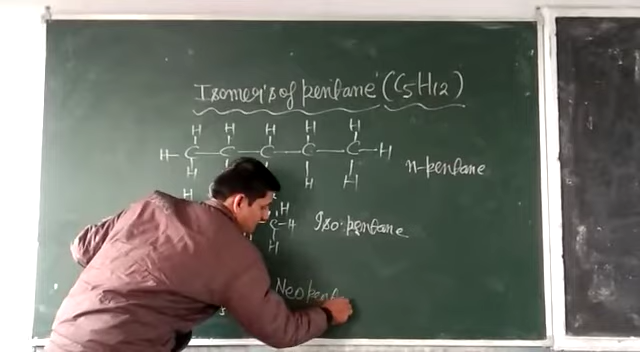 Isomer's of pentane (C5H12)
H H H H H
H-C-C-C-C-C-H
H H H
n-pentane
H
H
C-H
Iso-pentane
H
Neopent